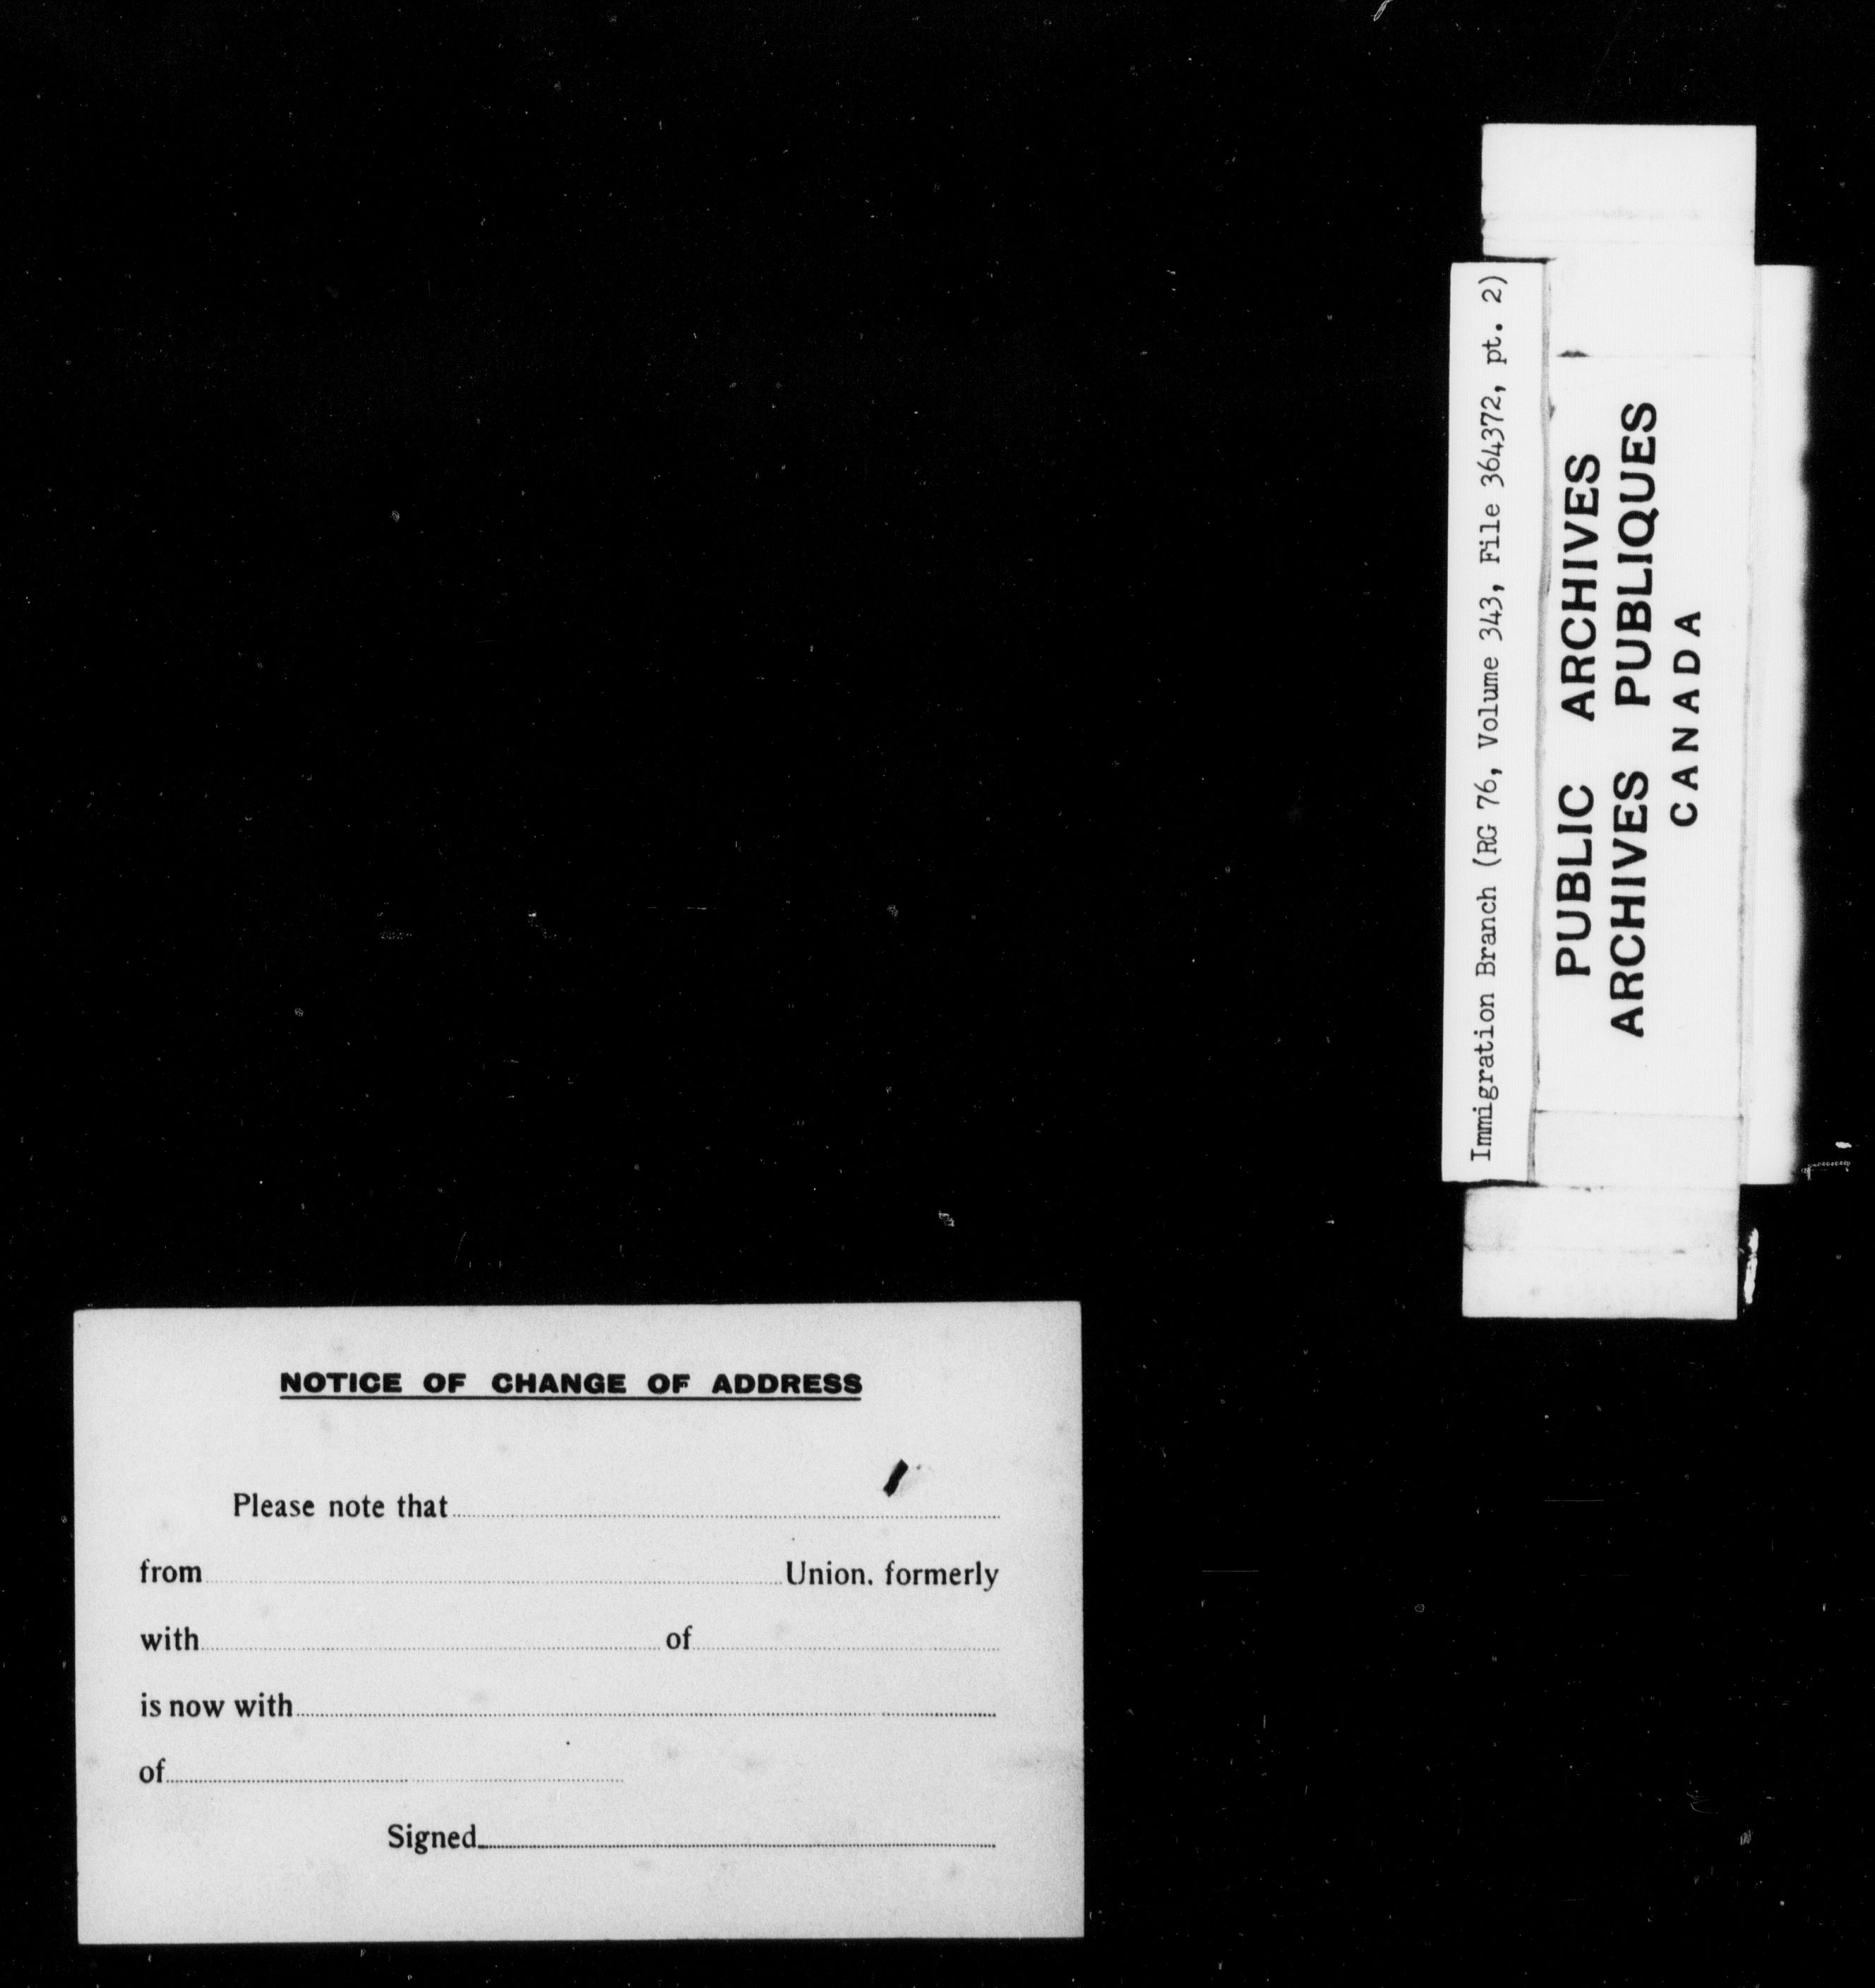 Immigration Branch (RG 76, Volume 343, File 364372, pt. 2)
PUBLIC ARCHIVES
ARCHIVES PUBLIQUES
CANADA
NOTICE OF CHANGE OF ADDRESS
Please note that
from Union, formerly
with of
is now with
of
Signed